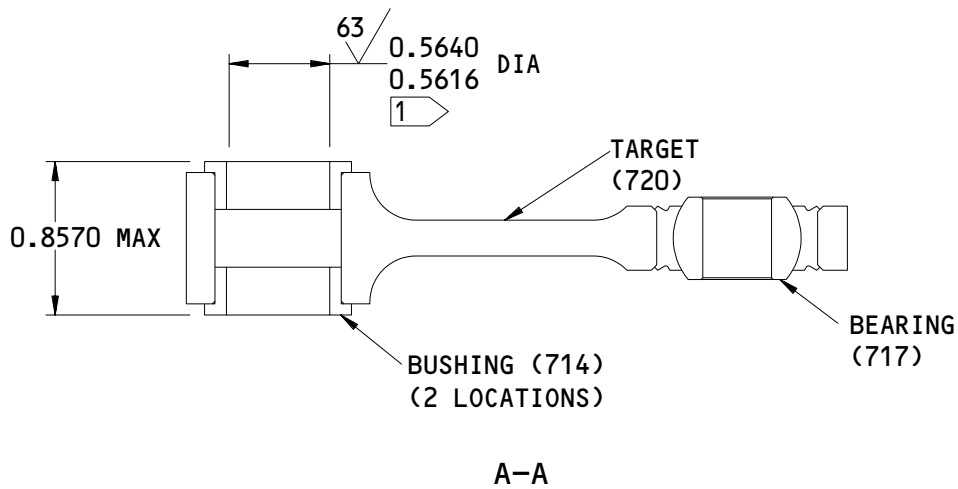 63
0.5640
0.5616
DIA
1
TARGET
(720)
0.8570 MAX
BEARING
(717)
BUSHING (714)
(2 LOCATIONS)
A-A